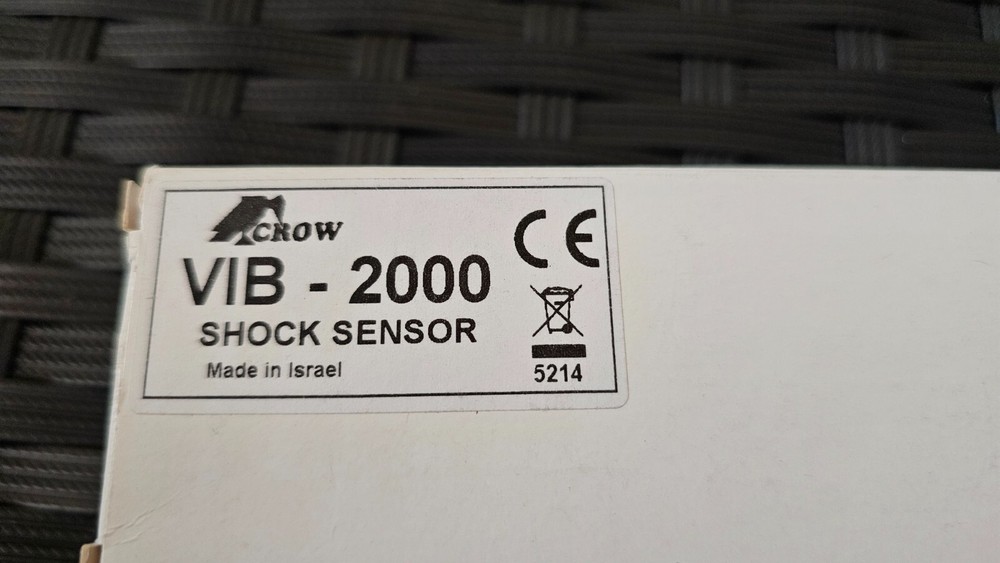 CROW
VIB - 2000
SHOCK SENSOR
Made in Israel
CE
5214